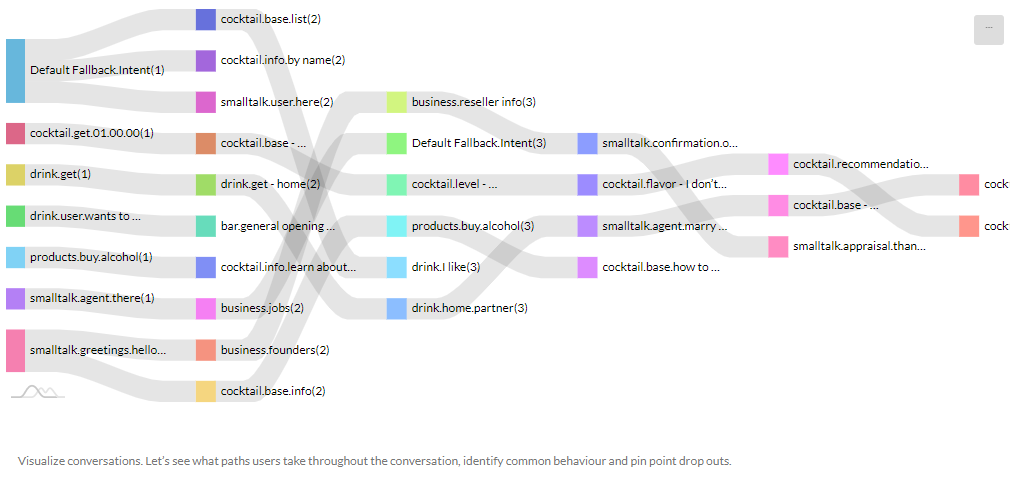 cocktail.base.list(2)
...
Default Fallback.Intent(1)
cocktail.info.by name(2)
smalltalk.user.here(2)
business.reseller info(3)
cocktail.get.01.00.00(1)
cocktail.base - ...
Default Fallback.Intent(3)
smalltalk.confirmation.o...
cocktail.recommendatio...
drink.get(1)
drink.get - home(2)
cocktail.level - ...
cocktail.flavor - I don't...
cock
cocktail.base - ...
drink.user.wants to ...
bar.general opening ...
products.buy.alcohol(3)
smalltalk.agent.marry ...
cock
smalltalk.appraisal.than...
products.buy.alcohol(1)
cocktail.info.learn about...
drink.I like(3)
cocktail.base.how to ...
smalltalk.agent.there(1)
business.jobs(2)
drink.home.partner(3)
smalltalk.greetings.hello...
business.founders(2)
cocktail.base.info(2)
Visualize conversations. Let's see what paths users take throughout the conversation, identify common behaviour and pin point drop outs.